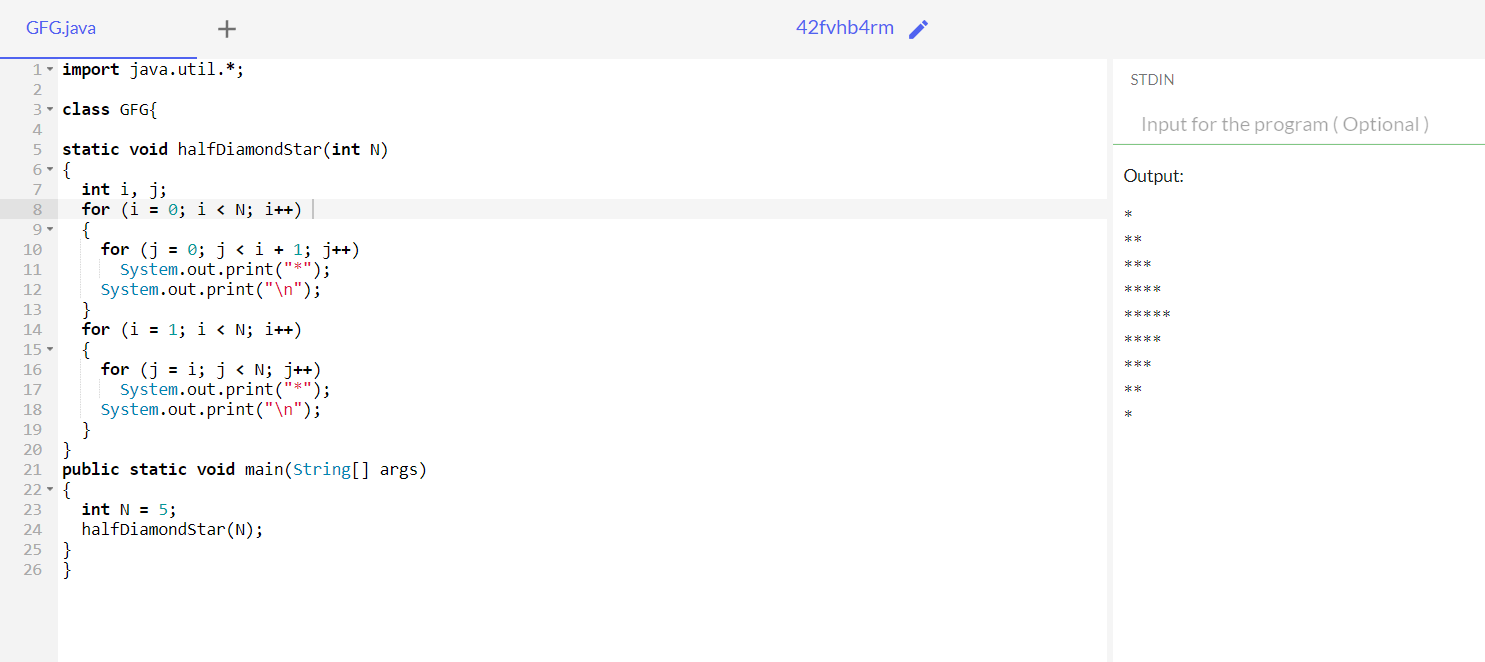 GFG.java +
42fvhb4rm
1 import java.util.*;
2
3 class GFG{
4
5 static void halfDiamondStar(int N)
6 {
7   int i, j;
8   for (i = 0; i < N; i++)
9   {
10     for (j = 0; j < i + 1; j++)
11       System.out.print("*");
12     System.out.print("\n");
13   }
14   for (i = 1; i < N; i++)
15   {
16     for (j = i; j < N; j++)
17       System.out.print("*");
18     System.out.print("\n");
19   }
20 }
21 public static void main(String[] args)
22 {
23   int N = 5;
24   halfDiamondStar(N);
25 }
26 }
STDIN
Input for the program ( Optional )
Output:
*
**
***
****
*****
****
***
**
*